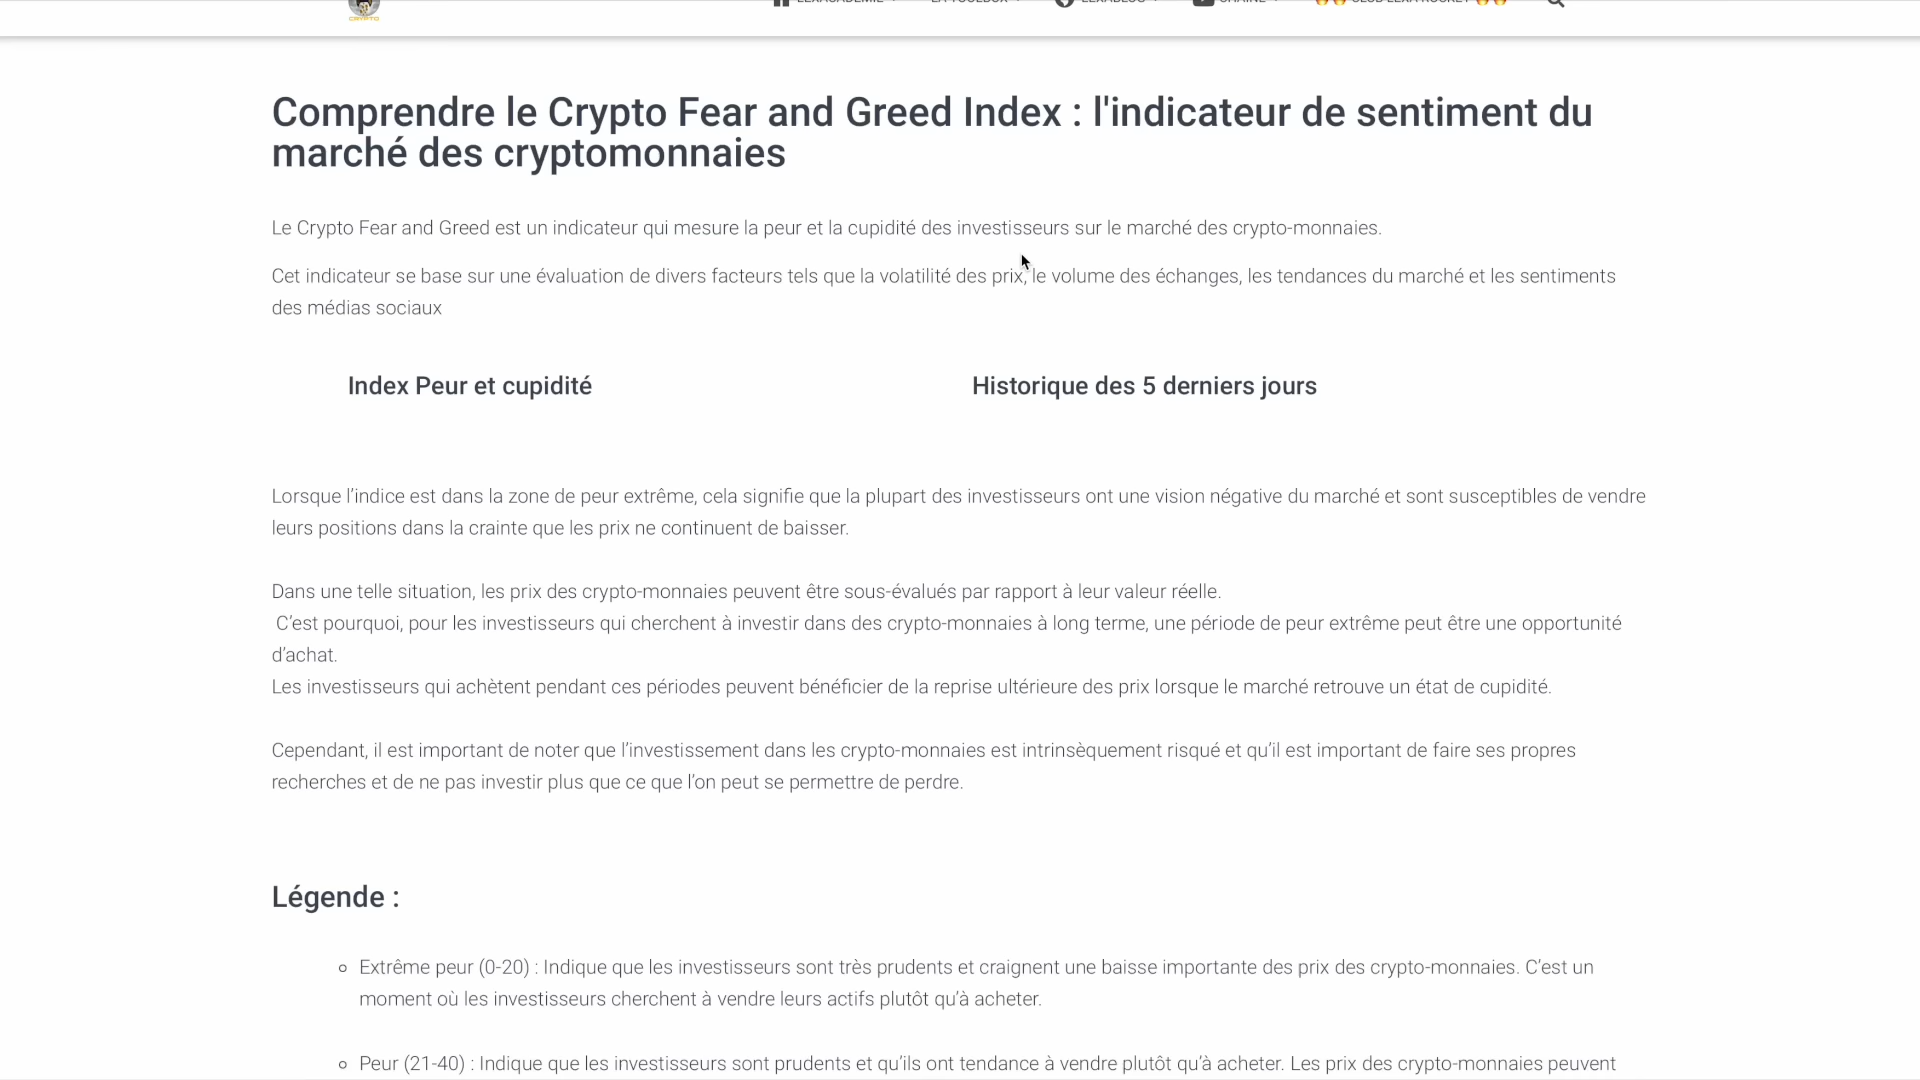 CRYPTO
Comprendre le Crypto Fear and Greed Index : l'indicateur de sentiment du
marché des cryptomonnaies
Le Crypto Fear and Greed est un indicateur qui mesure la peur et la cupidité des investisseurs sur le marché des crypto-monnaies.
Cet indicateur se base sur une évaluation de divers facteurs tels que la volatilité des prix, le volume des échanges, les tendances du marché et les sentiments
des médias sociaux
Index Peur et cupidité
Historique des 5 derniers jours
Lorsque l’indice est dans la zone de peur extrême, cela signifie que la plupart des investisseurs ont une vision négative du marché et sont susceptibles de vendre
leurs positions dans la crainte que les prix ne continuent de baisser.
Dans une telle situation, les prix des crypto-monnaies peuvent être sous-évalués par rapport à leur valeur réelle.
C’est pourquoi, pour les investisseurs qui cherchent à investir dans des crypto-monnaies à long terme, une période de peur extrême peut être une opportunité
d’achat.
Les investisseurs qui achètent pendant ces périodes peuvent bénéficier de la reprise ultérieure des prix lorsque le marché retrouve un état de cupidité.
Cependant, il est important de noter que l’investissement dans les crypto-monnaies est intrinsèquement risqué et qu’il est important de faire ses propres
recherches et de ne pas investir plus que ce que l’on peut se permettre de perdre.
Légende :
Extrême peur (0-20) : Indique que les investisseurs sont très prudents et craignent une baisse importante des prix des crypto-monnaies. C’est un
moment où les investisseurs cherchent à vendre leurs actifs plutôt qu’à acheter.
Peur (21-40) : Indique que les investisseurs sont prudents et qu’ils ont tendance à vendre plutôt qu’à acheter. Les prix des crypto-monnaies peuvent